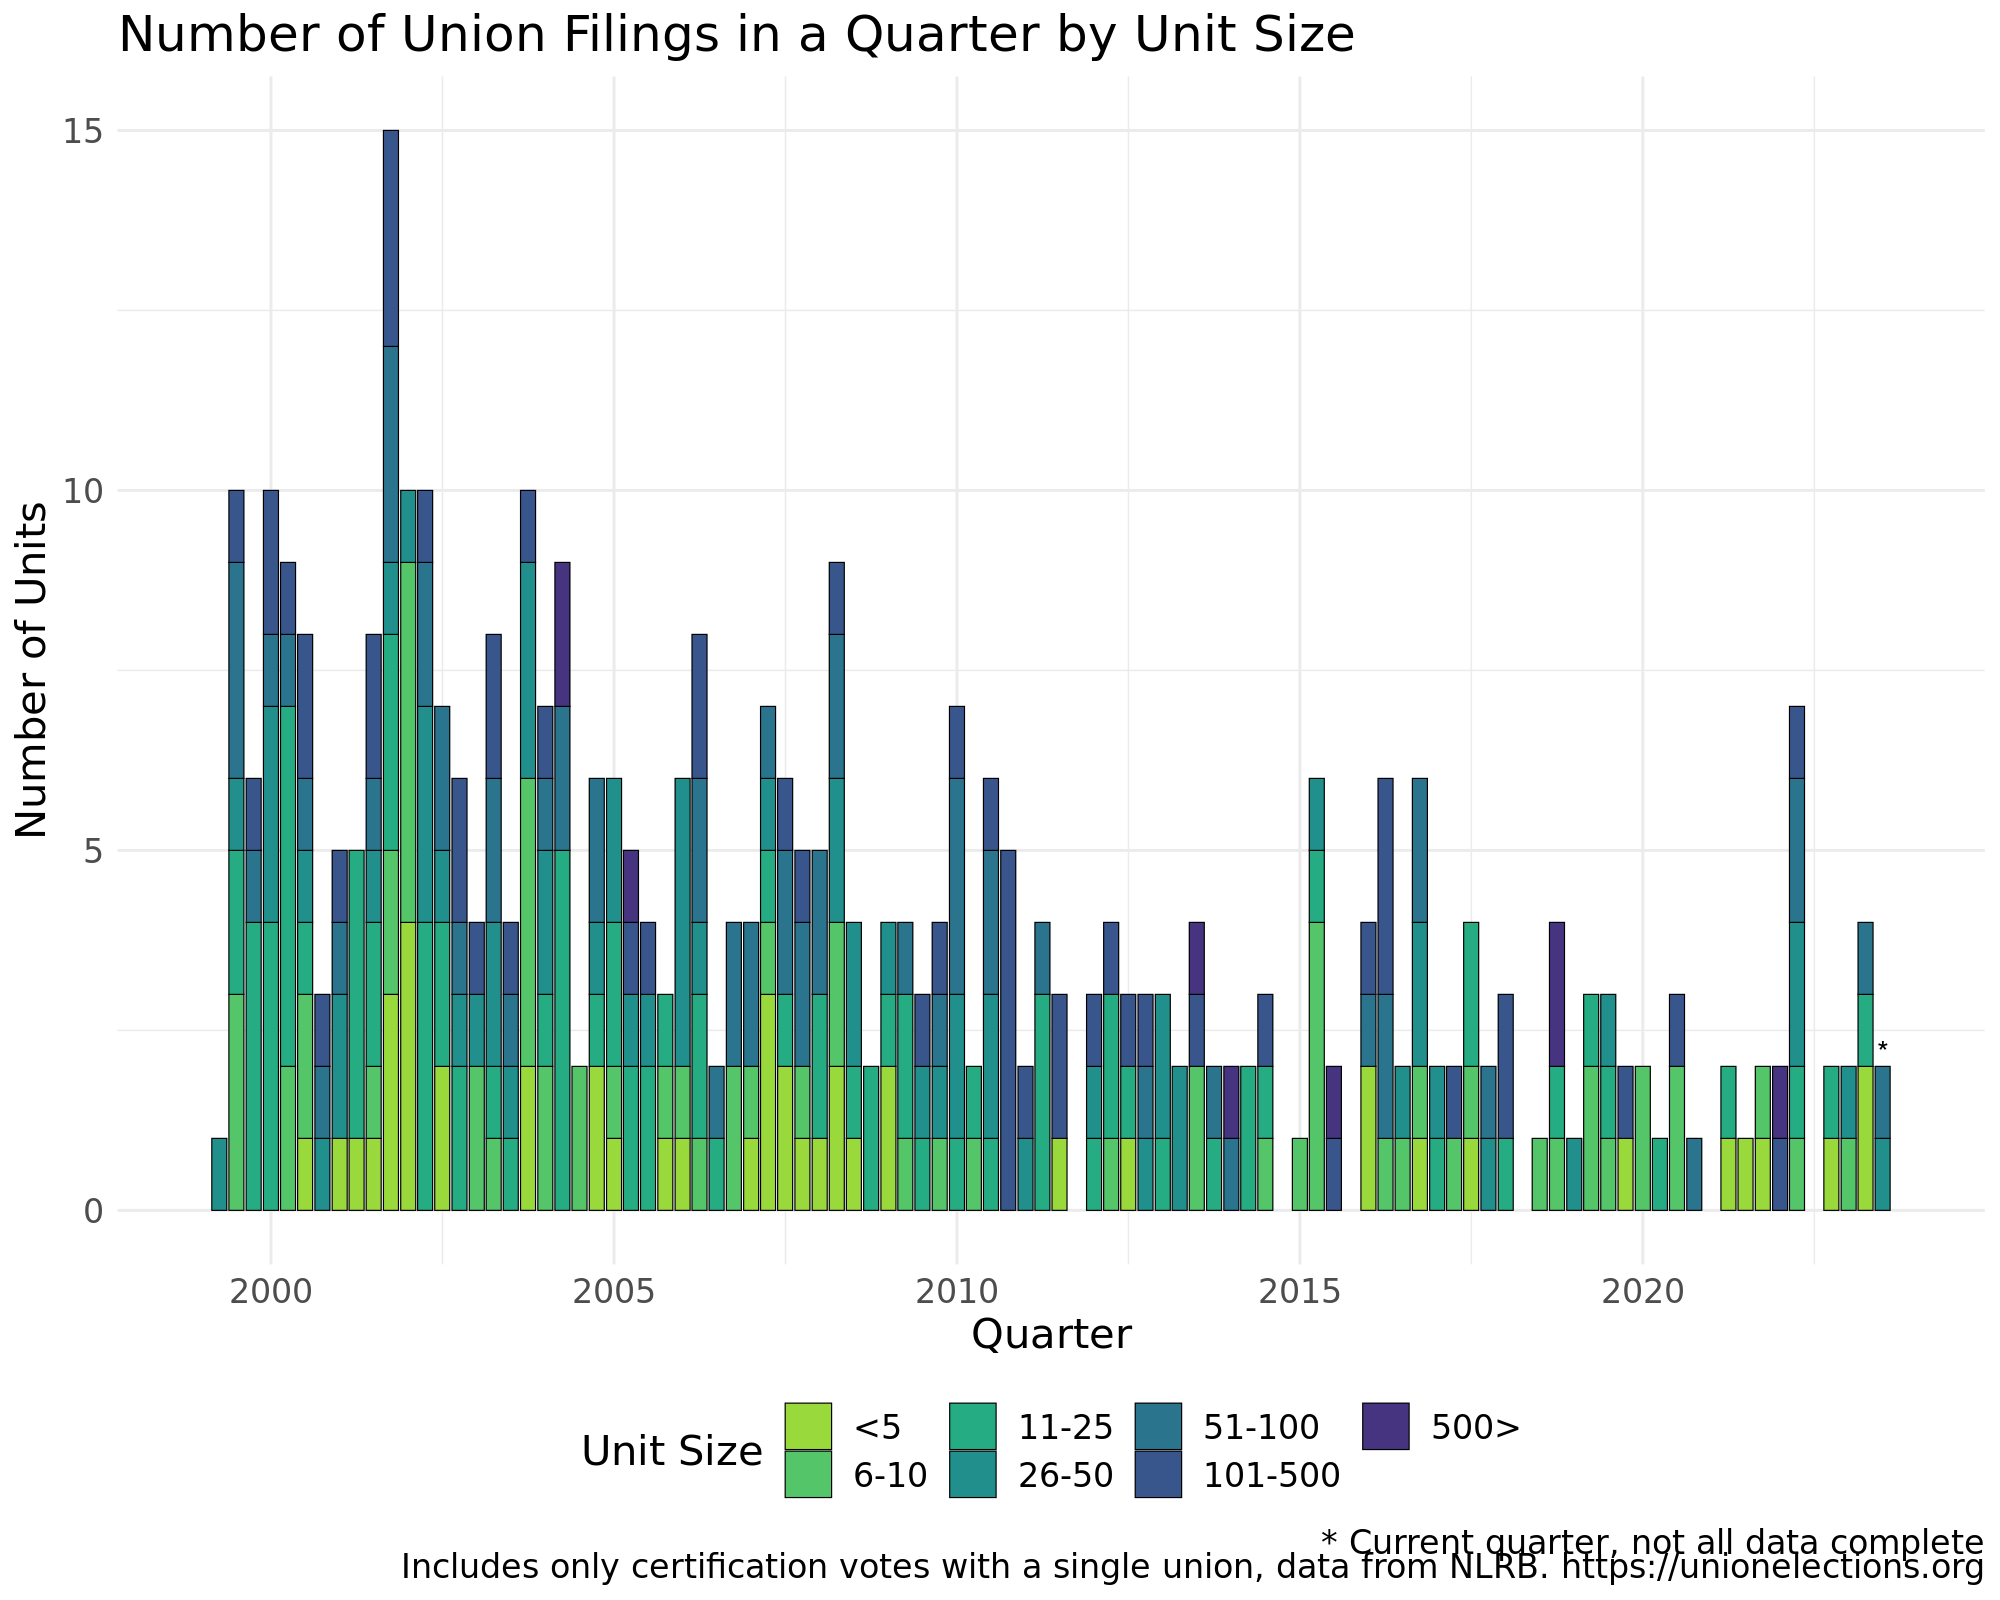 Number of Union Filings in a Quarter by Unit Size
Number of Units
15
10
5
0
2000 2005 2010 2015 2020
*
Quarter
Unit Size
<5 11-25 51-100 500>
6-10 26-50 101-500
* Current quarter, not all data complete
Includes only certification votes with a single union, data from NLRB. https://unionelections.org